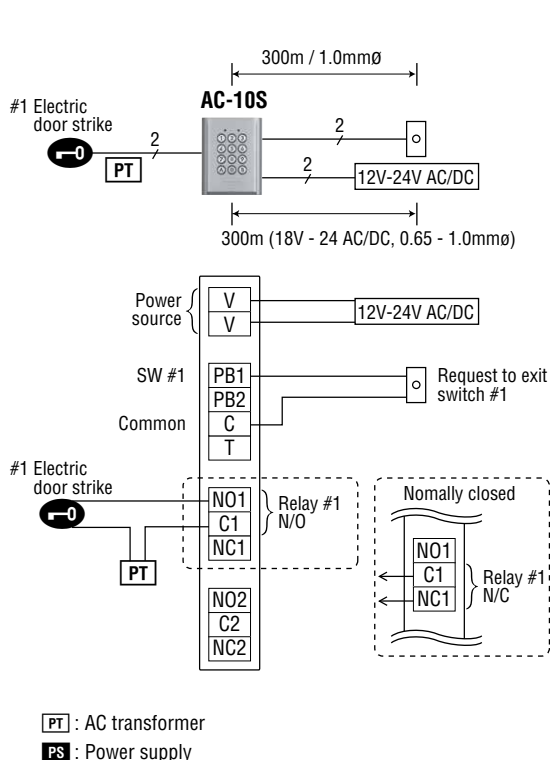 300m / 1.0mmø
#1 Electric
door strike
AC-10S
2
2
PT
2
12V-24V AC/DC
300m (18V - 24 AC/DC, 0.65 - 1.0mmø)
Power
source
V
V
12V-24V AC/DC
SW #1
PB1
PB2
Common
C
T
Request to exit
switch #1
#1 Electric
door strike
PT
NO1
C1
NC1
Relay #1
N/O
NO2
C2
NC2
Nomally closed
NO1
C1
NC1
Relay #1
N/C
PT : AC transformer
PS : Power supply